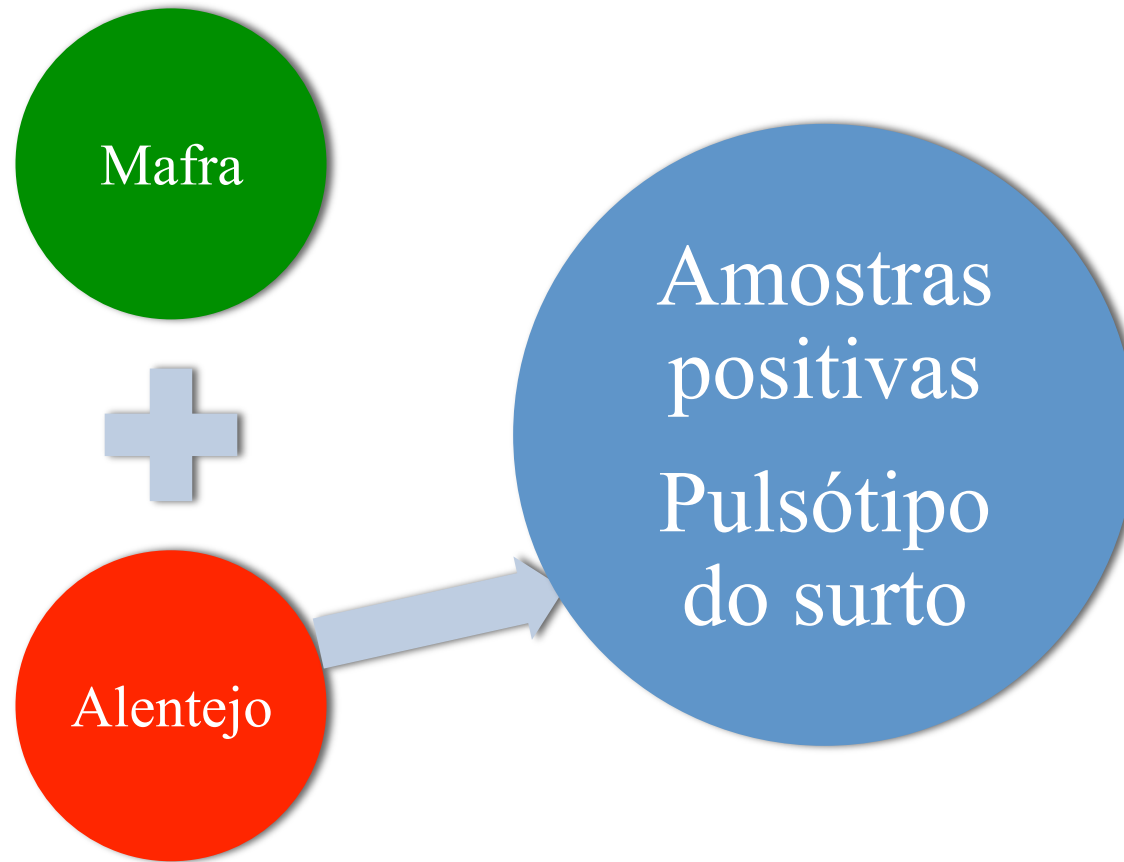 Mafra
Alentejo
Amostras
positivas
Pulsótipo
do surto